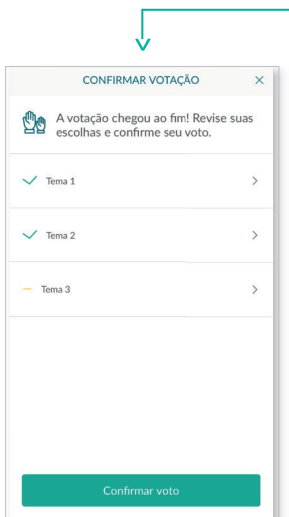 CONFIRMAR VOTAÇÃO
A votação chegou ao fim! Revise suas
escolhas e confirme seu voto.
Tema 1
Tema 2
Tema 3
Confirmar voto